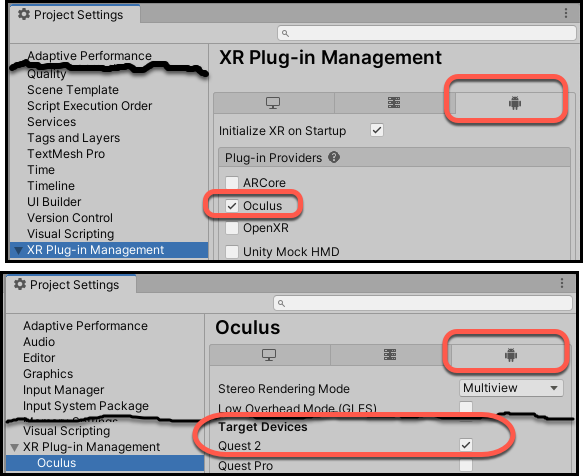 Project Settings
Adaptive Performance
Quality
Scene Template
Script Execution Order
Services
Tags and Layers
TextMesh Pro
Time
Timeline
UI Builder
Version Control
Visual Scripting
XR Plug-in Management
XR Plug-in Management
Initialize XR on Startup
Plug-in Providers
ARCore
Oculus
OpenXR
Unity Mock HMD
Project Settings
Adaptive Performance
Audio
Editor
Graphics
Input Manager
Input System Package
Visual Scripting
XR Plug-in Management
Oculus
Oculus
Stereo Rendering Mode
Multiview
Low Overhead Mode (GLES)
Target Devices
Quest 2
Quest Pro